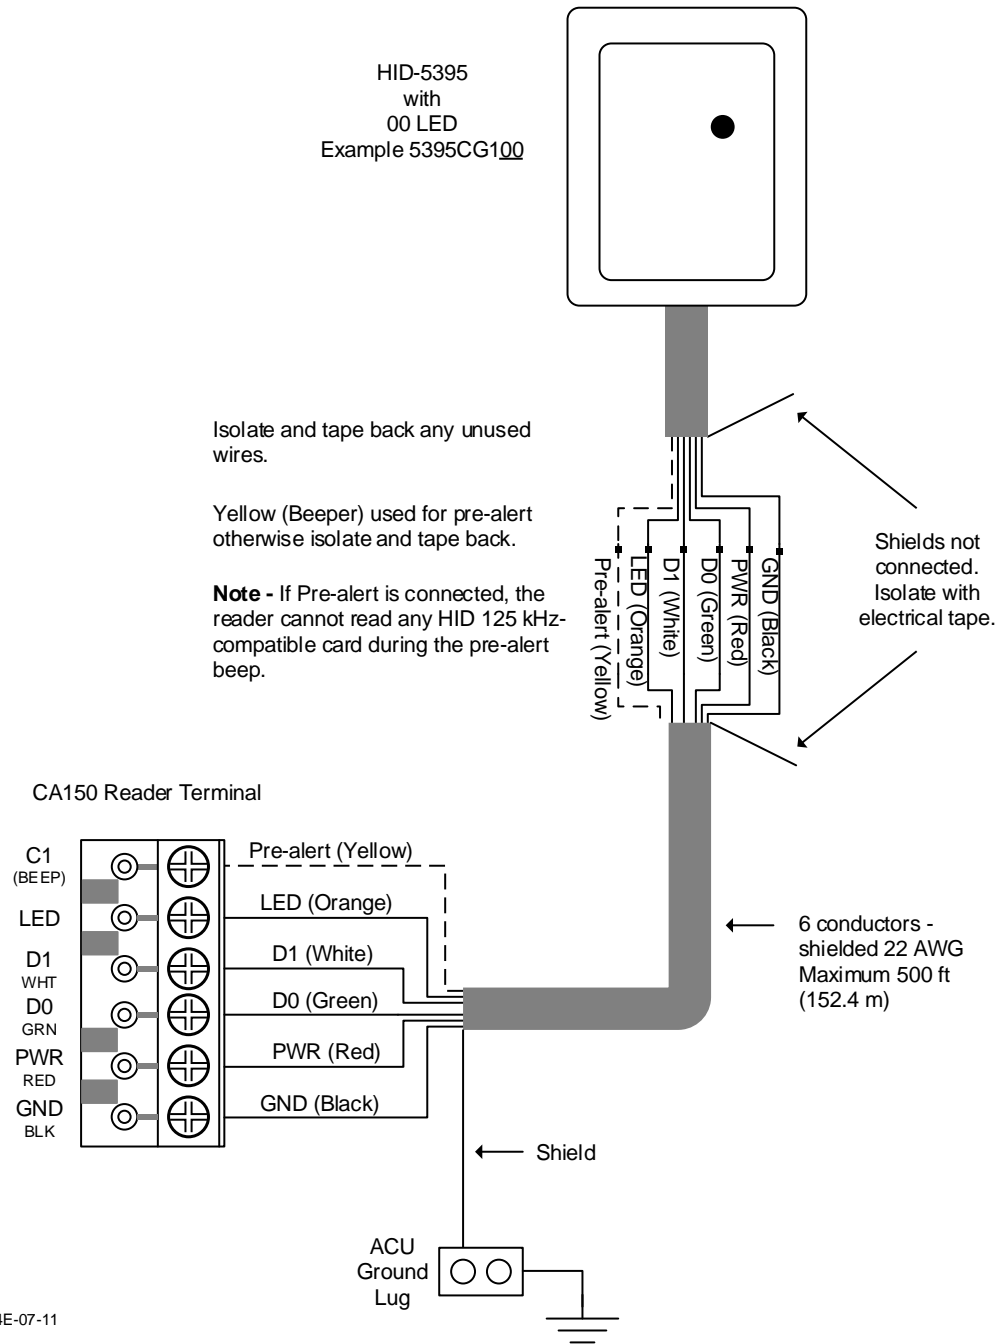 HID-5395
with
00 LED
Example 5395CG100
Isolate and tape back any unused
wires.
Yellow (Beeper) used for pre-alert
otherwise isolate and tape back.
Note - If Pre-alert is connected, the
reader cannot read any HID 125 kHz-
compatible card during the pre-alert
beep.
Pre-alert (Yellow)
LED (Orange)
D1 (White)
D0 (Green)
PWR (Red)
GND (Black)
Shields not
connected.
Isolate with
electrical tape.
CA150 Reader Terminal
C1
(BEEP)
LED
D1
WHT
D0
GRN
PWR
RED
GND
BLK
Pre-alert (Yellow)
LED (Orange)
D1 (White)
D0 (Green)
PWR (Red)
GND (Black)
6 conductors -
shielded 22 AWG
Maximum 500 ft
(152.4 m)
Shield
ACU
Ground
Lug
E-07-11